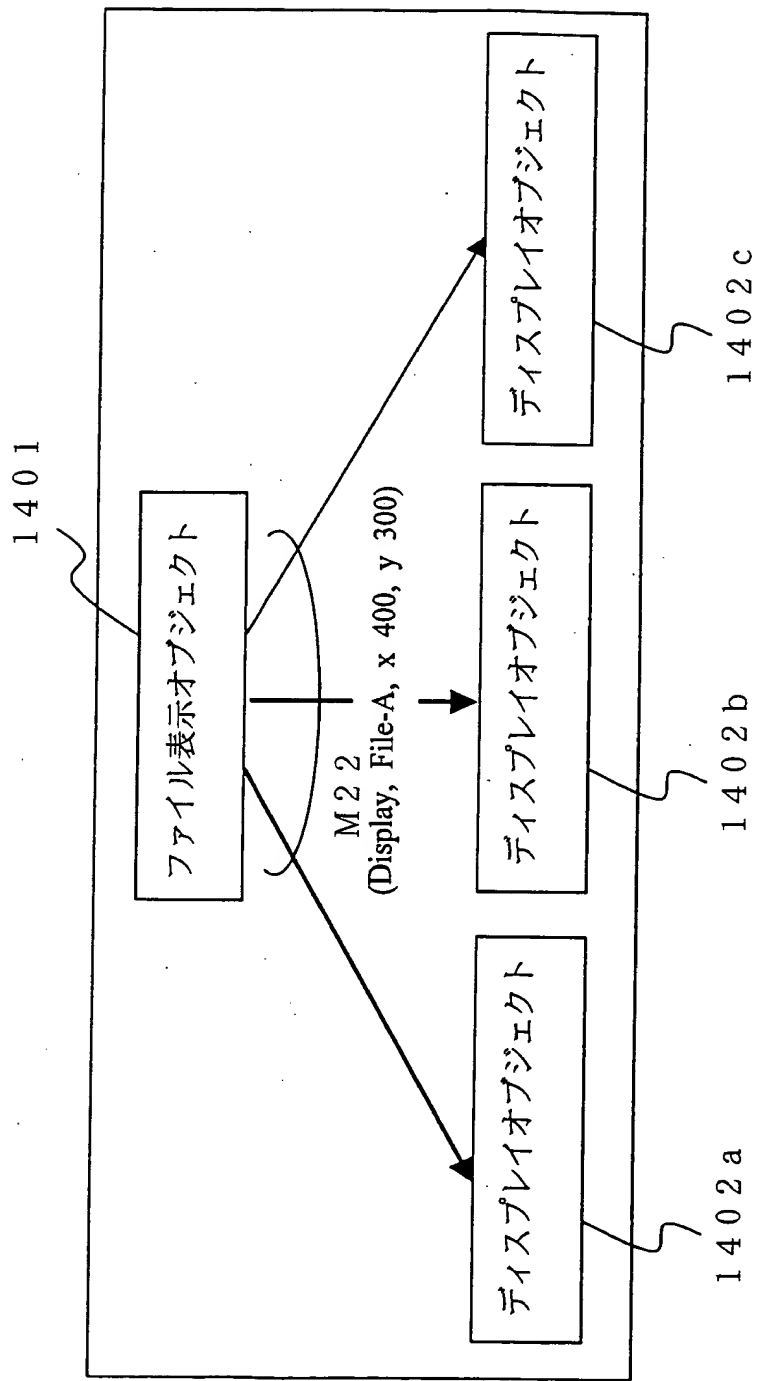 １４０１
ファイル表示オブジェクト
Ｍ２２
(Display, File-A, x 400, y 300)
ディスプレイオブジェクト
ディスプレイオブジェクト
ディスプレイオブジェクト
１４０２ａ
１４０２ｂ
１４０２ｃ